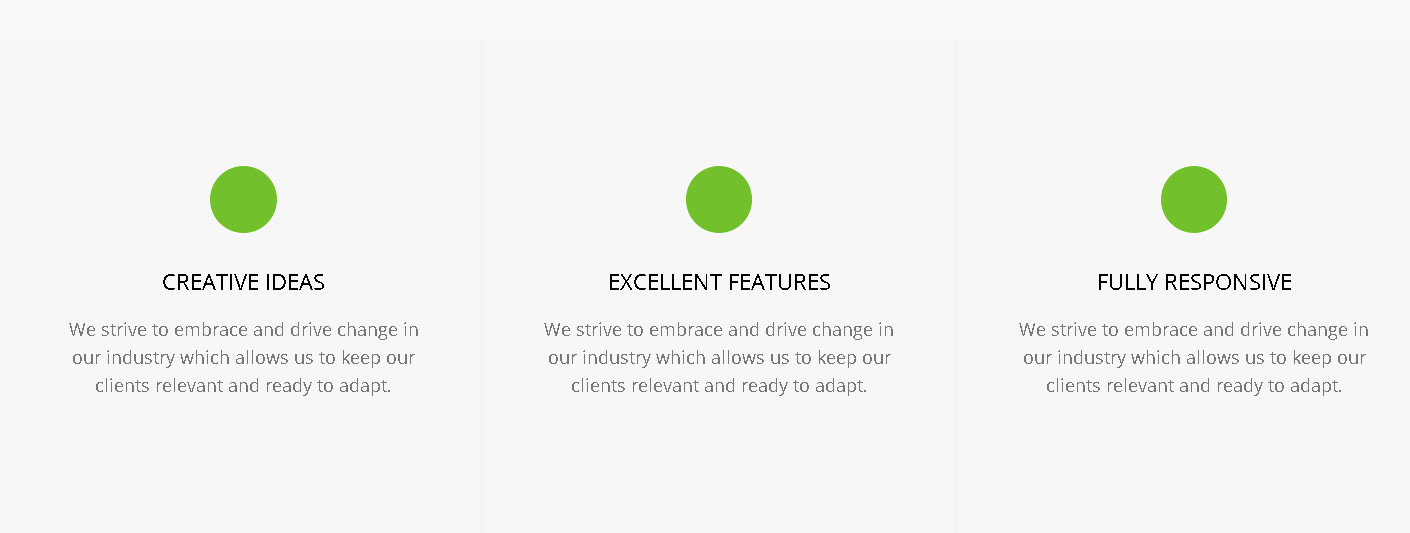 CREATIVE IDEAS
We strive to embrace and drive change in
our industry which allows us to keep our
clients relevant and ready to adapt.
EXCELLENT FEATURES
We strive to embrace and drive change in
our industry which allows us to keep our
clients relevant and ready to adapt.
FULLY RESPONSIVE
We strive to embrace and drive change in
our industry which allows us to keep our
clients relevant and ready to adapt.